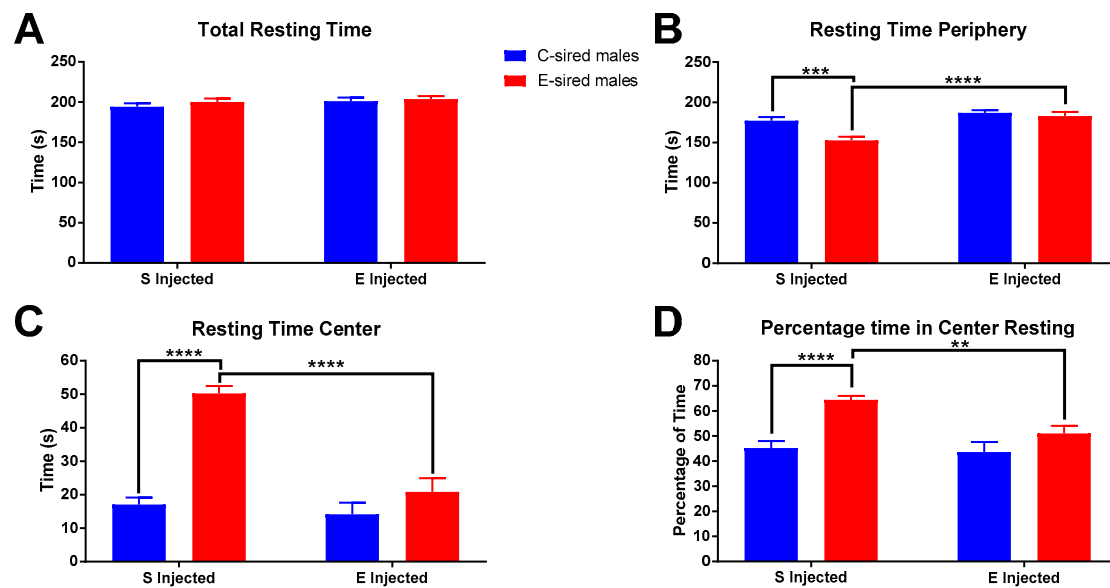 A
Total Resting Time
Time (s)
250
200
150
100
50
0
S Injected
E Injected
C-sired males
E-sired males
B
Resting Time Periphery
Time (s)
250
200
150
100
50
0
***
****
S Injected
E Injected
C
Resting Time Center
Time (s)
60
50
40
30
20
10
0
****
****
S Injected
E Injected
D
Percentage time in Center Resting
Percentage of Time
80
70
60
50
40
30
20
10
0
****
**
S Injected
E Injected